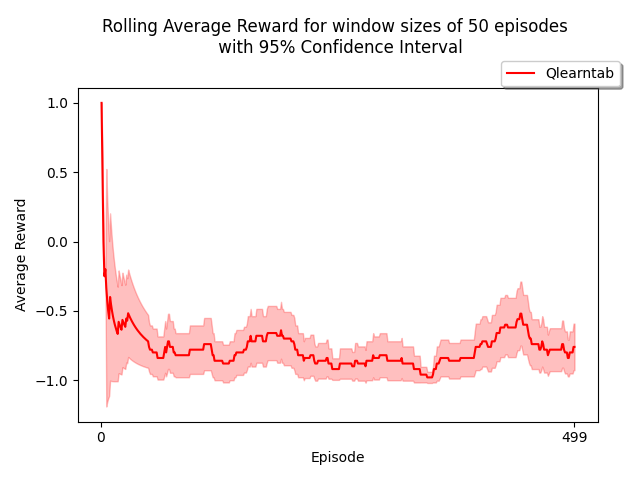 Rolling Average Reward for window sizes of 50 episodes
with 95% Confidence Interval
Qlearntab
1.0
0.5
0.0
−0.5
−1.0
Average Reward
0
499
Episode